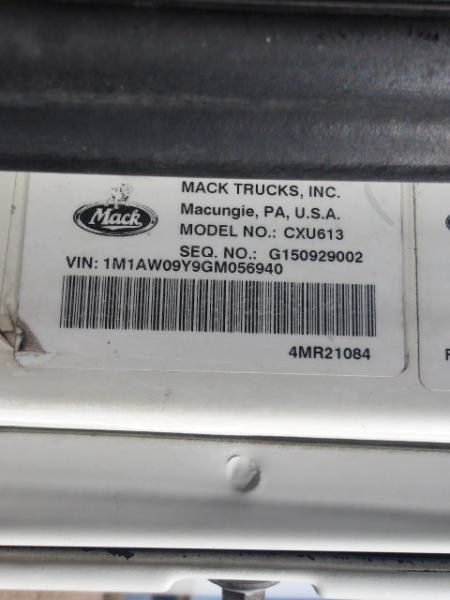 Mack
MACK TRUCKS, INC.
Macungie, PA, U.S.A.
MODEL NO.: CXU613
SEQ. NO.: G150929002
VIN: 1M1AW09Y9GM056940
4MR21084